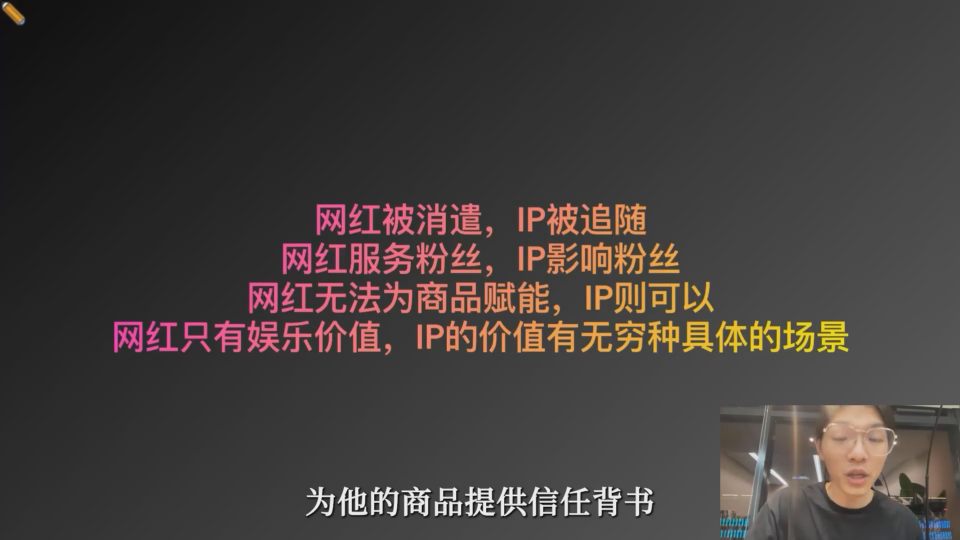 网红被消遣，IP被追随
网红服务粉丝，IP影响粉丝
网红无法为商品赋能，IP则可以
网红只有娱乐价值，IP的价值有无穷种具体的场景
为他的商品提供信任背书